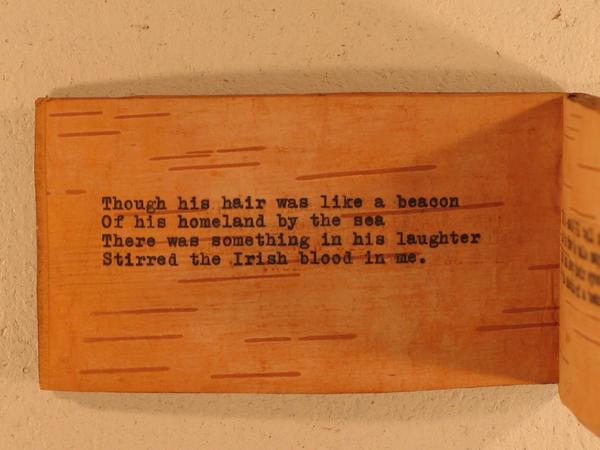 Though his hair was like a beacon
Of his homeland by the sea
There was something in his laughter
Stirred the Irish blood in me.